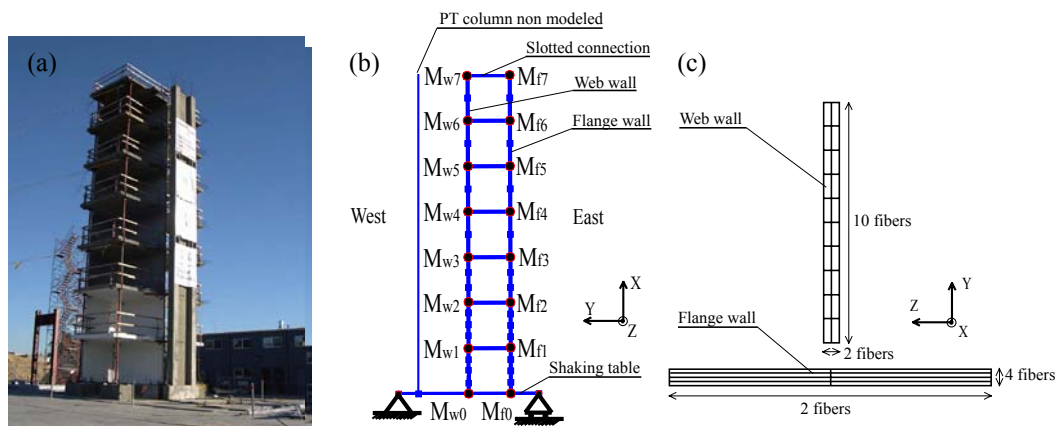 (a)
(b)
(c)
PT column non modeled
Slotted connection
Web wall
Flange wall
Mw7 Mf7
Mw6 Mf6
Mw5 Mf5
West Mw4 Mf4 East
Mw3 Mf3
Mw2 Mf2
Mw1 Mf1
Mw0 Mf0
Shaking table
X
Y
Z
Web wall
10 fibers
2 fibers
Y
Z
X
Flange wall
4 fibers
2 fibers